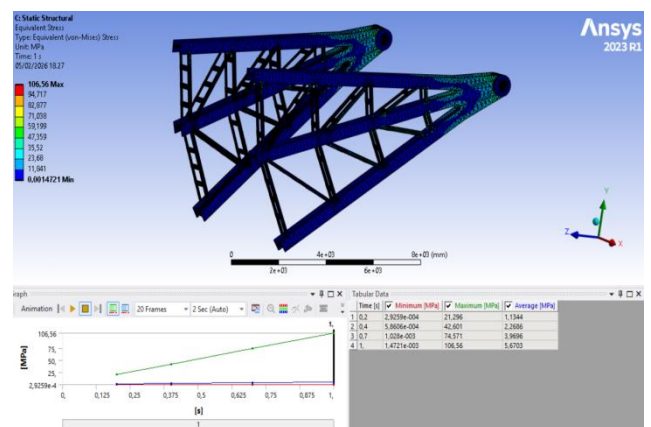 C: Static Structural
Equivalent Stress
Type: Equivalent (von-Mises) Stress
Unit: MPa
Time: 1 s
05/02/2026 18.27
106,56 Max
94,717
82,877
71,038
59,199
47,359
35,52
23,68
11,841
0,0014721 Min
Ansys
2023 R1
Y
Z
X
0 4e+03 8e+03 (mm)
2e+03 6e+03
raph
Animation 20 Frames 2 Sec (Auto)
1,
106,56
75,
50,
25,
2,9259e-4
[MPa]
0, 0,125 0,25 0,375 0,5 0,625 0,75 0,875 1,
[s]
1
Tabular Data
Time [s] Minimum [MPa] Maximum [MPa] Average [MPa]
1 0,2 2,9259e-004 21,296 1,1344
2 0,4 5,8606e-004 42,601 2,2686
3 0,7 1,028e-003 74,571 3,9696
4 1, 1,4721e-003 106,56 5,6703